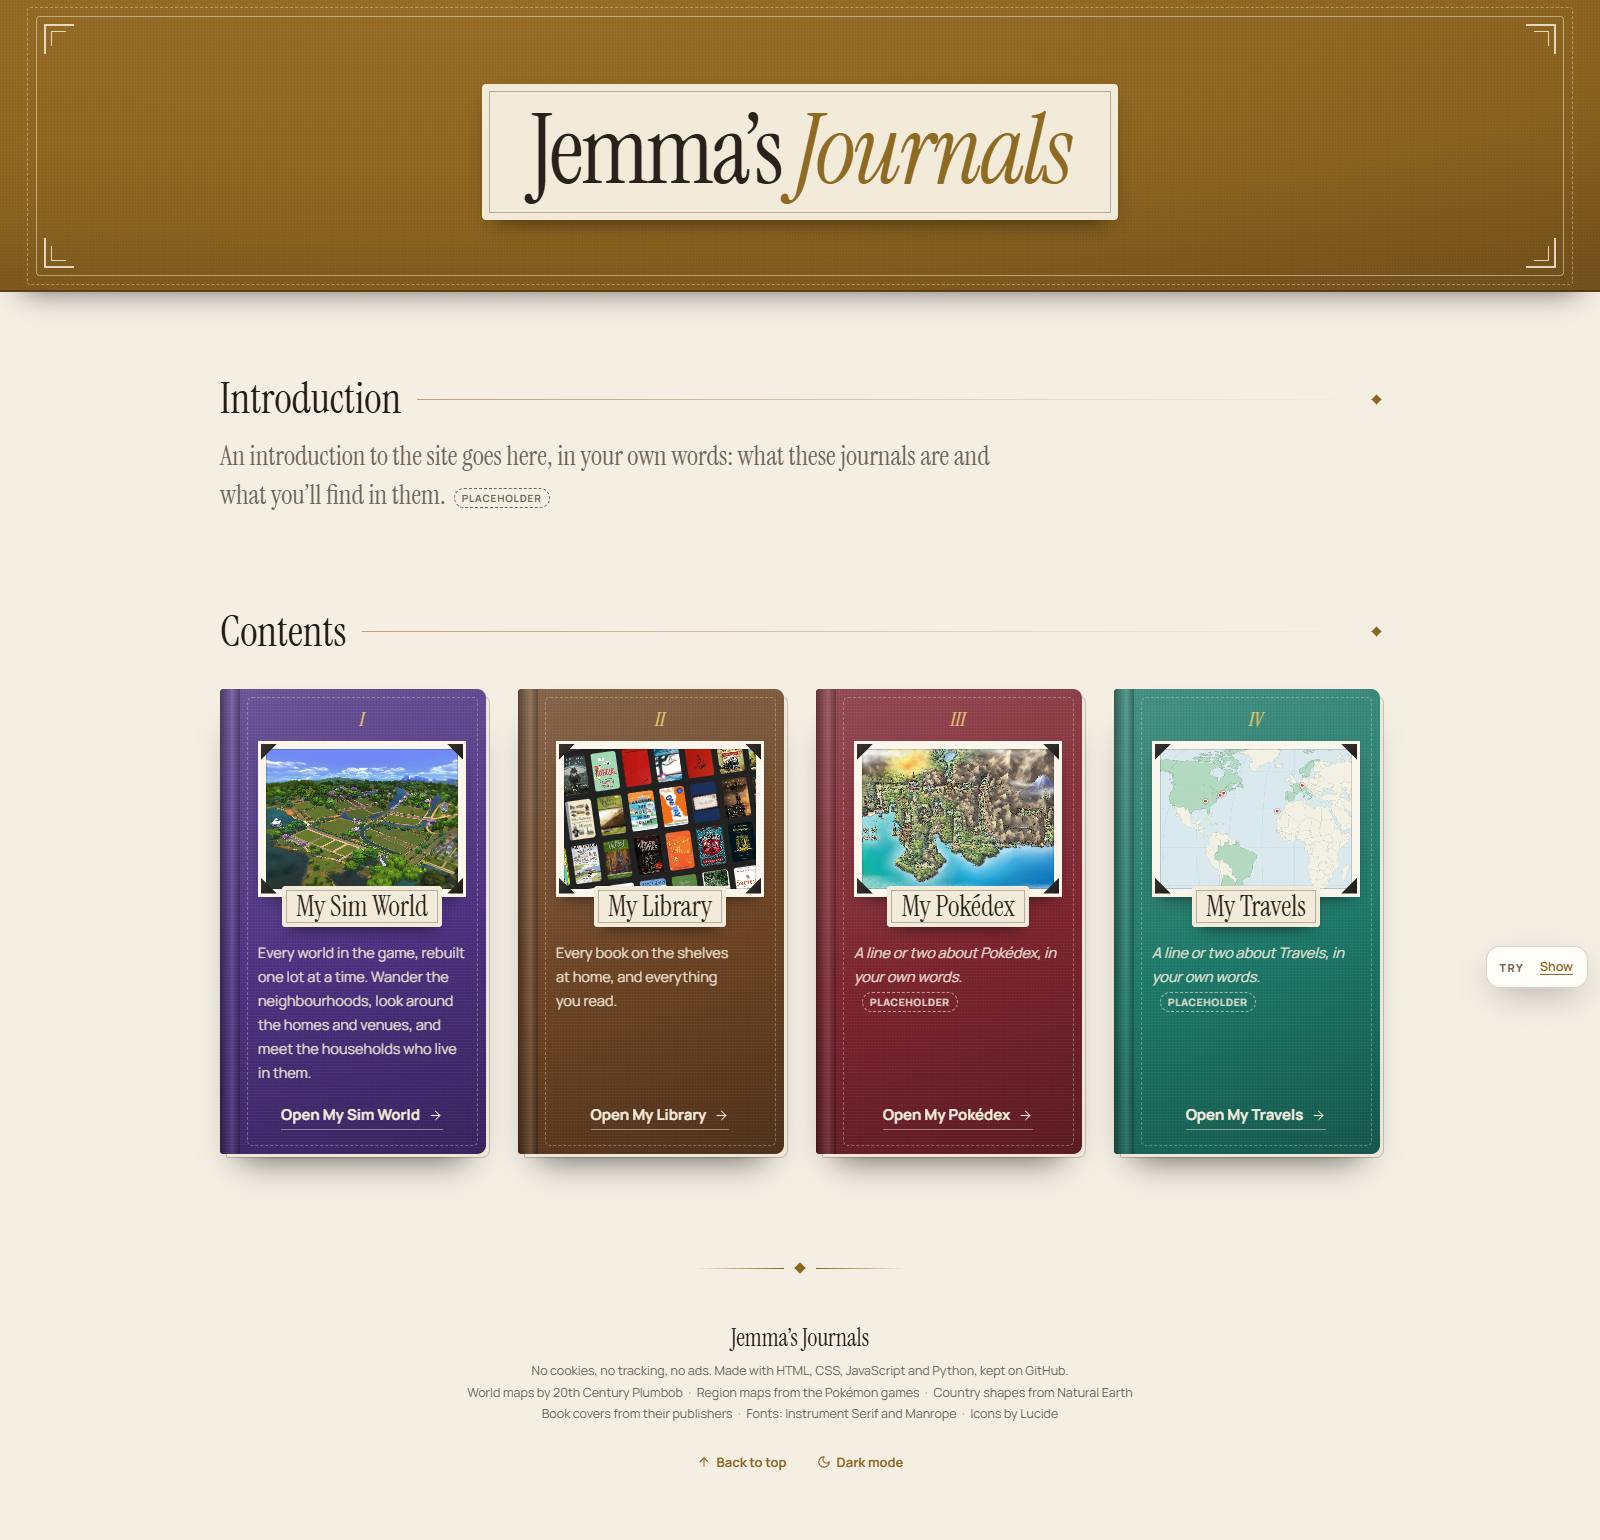 Jemma’s Journals
Introduction
An introduction to the site goes here, in your own words: what these journals are and
what you’ll find in them. PLACEHOLDER
Contents
I
My Sim World
Every world in the game, rebuilt
one lot at a time. Wander the
neighbourhoods, look around
the homes and venues, and
meet the households who live
in them.
Open My Sim World →
II
My Library
Every book on the shelves
at home, and everything
you read.
Open My Library →
III
My Pokédex
A line or two about Pokédex, in
your own words.
PLACEHOLDER
Open My Pokédex →
IV
My Travels
A line or two about Travels, in
your own words.
PLACEHOLDER
Open My Travels →
TRY Show
Jemma’s Journals
No cookies, no tracking, no ads. Made with HTML, CSS, JavaScript and Python, kept on GitHub.
World maps by 20th Century Plumbob · Region maps from the Pokémon games · Country shapes from Natural Earth
Book covers from their publishers · Fonts: Instrument Serif and Manrope · Icons by Lucide
↑ Back to top Dark mode